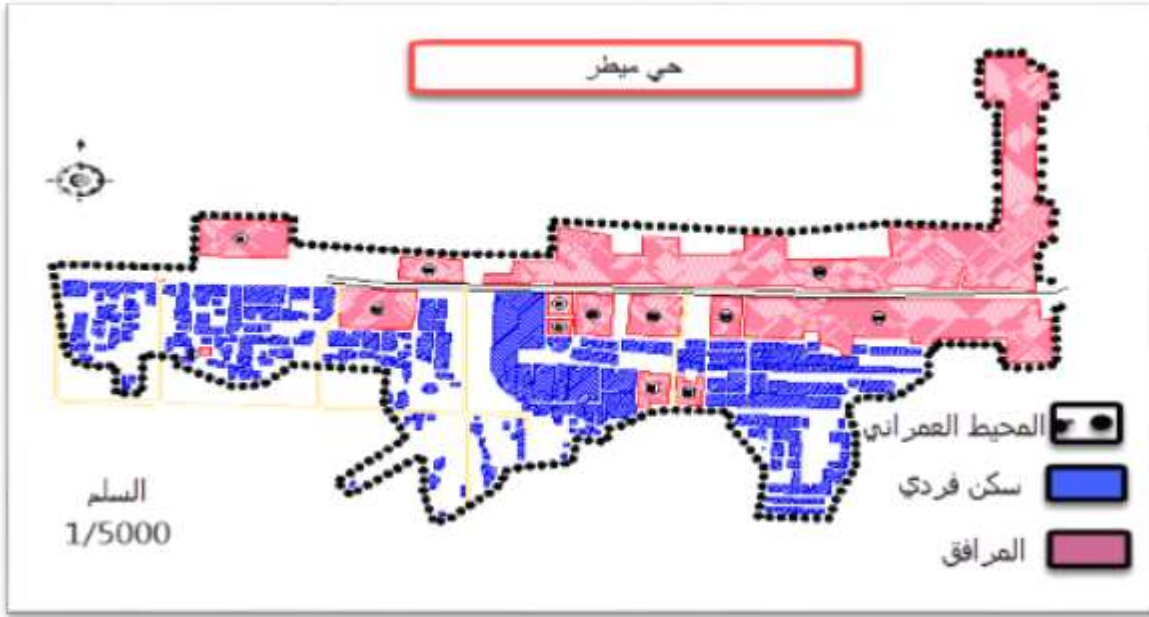 حي ميطر
المحيط العمراني
سكن فردي
المرافق
السلم
1/5000